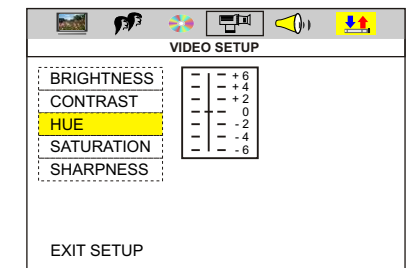 VIDEO SETUP
BRIGHTNESS
CONTRAST
HUE
SATURATION
SHARPNESS
+ 6
+ 4
+ 2
0
- 2
- 4
- 6
EXIT SETUP